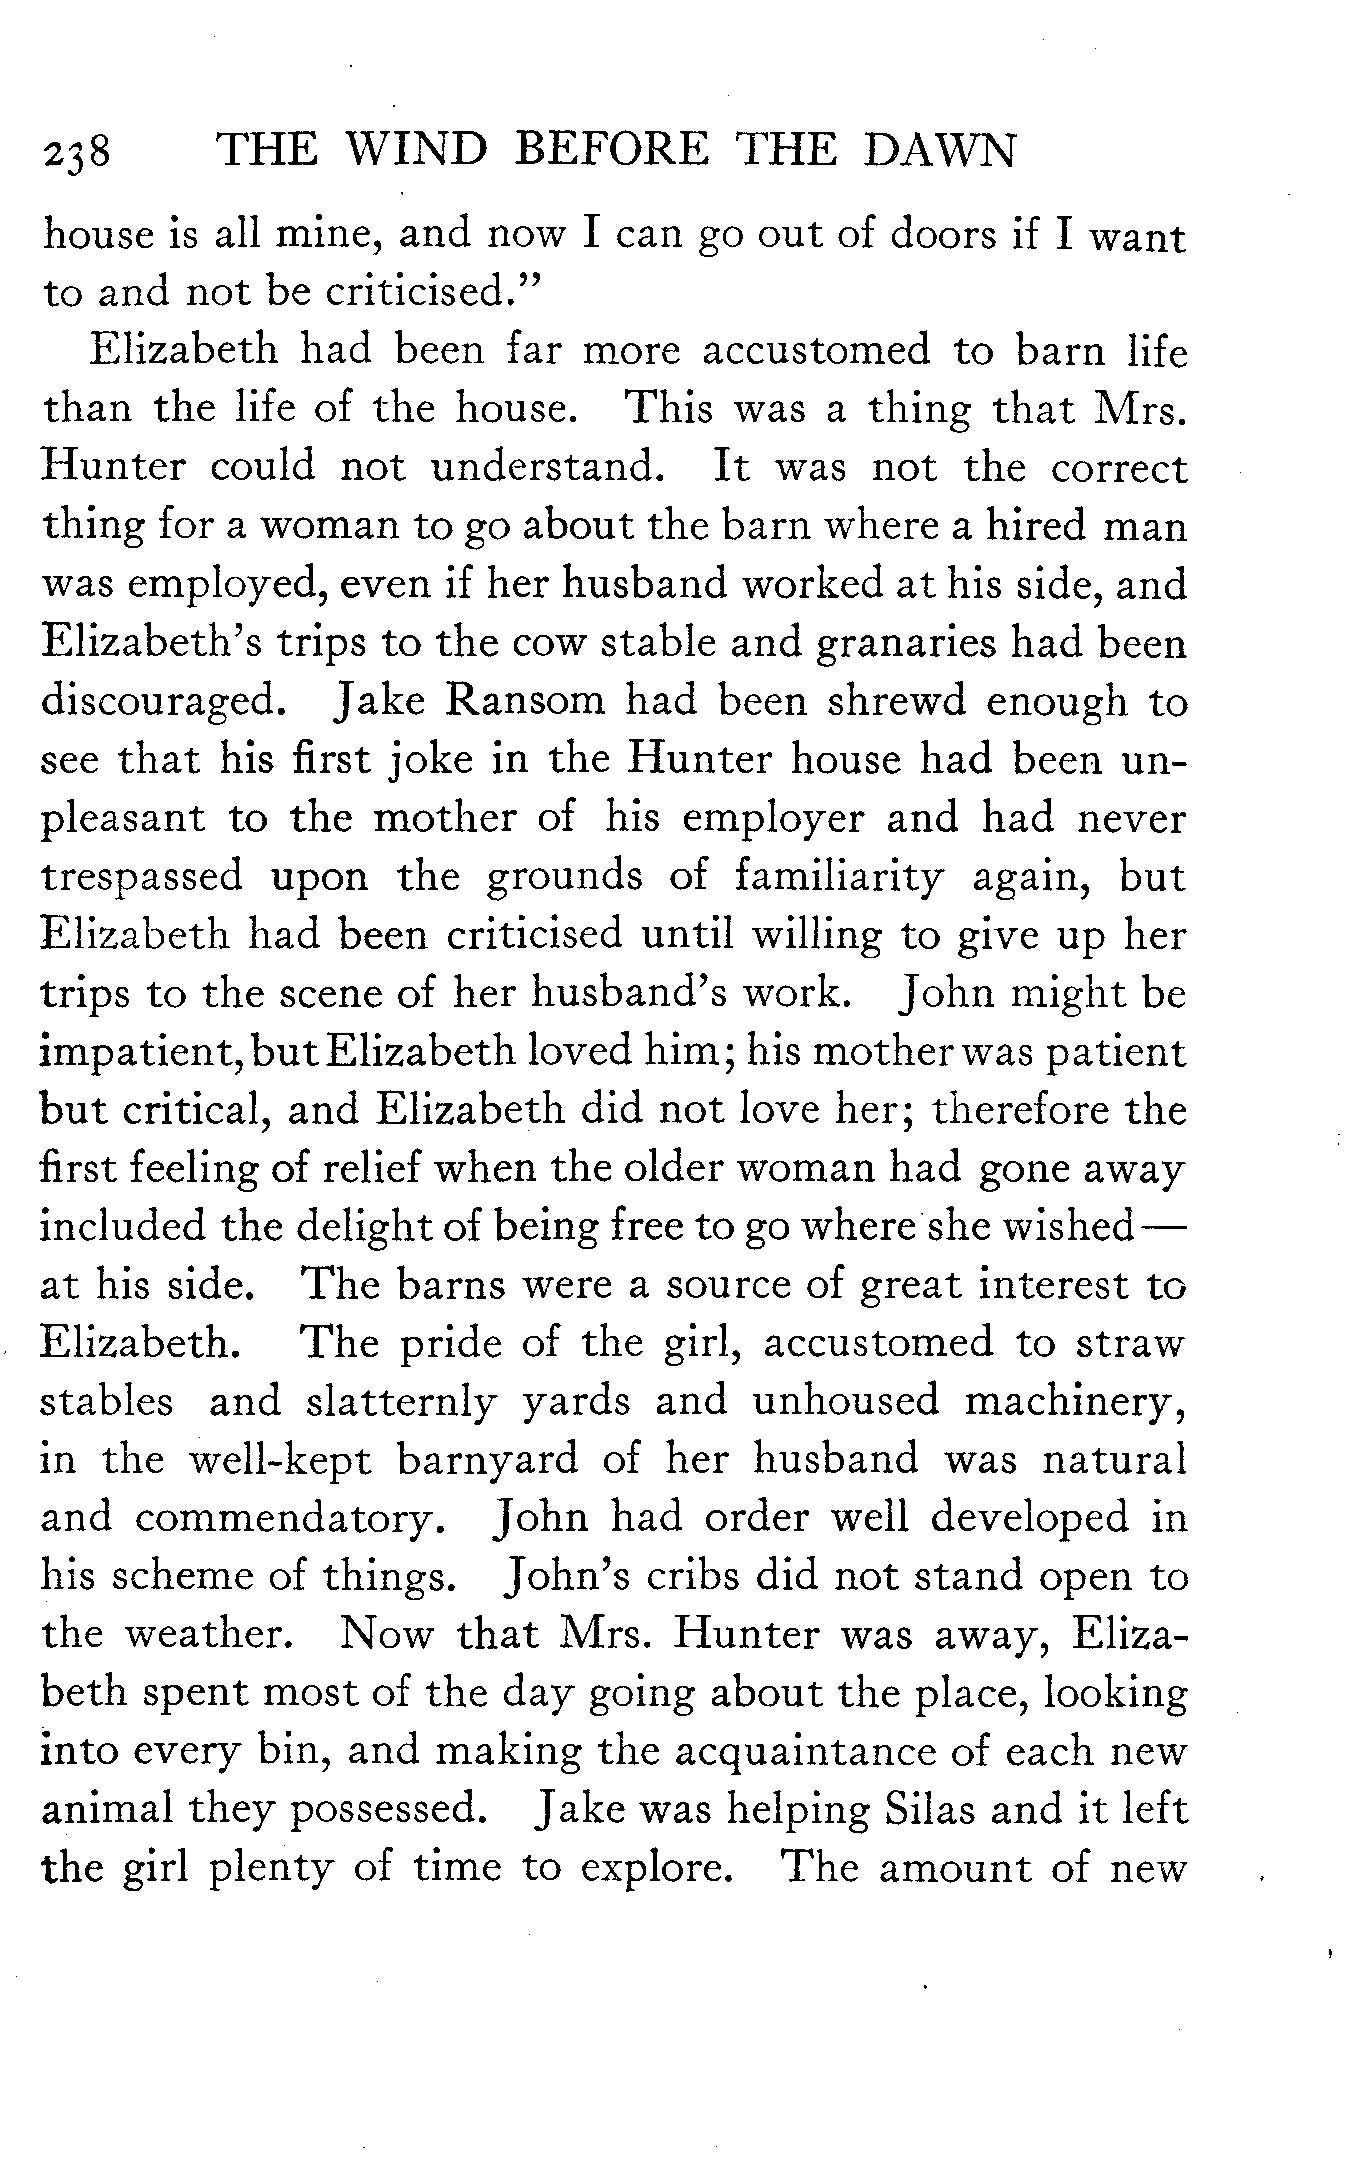 238 THE WIND BEFORE THE DAWN
house is all mine, and now I can go out of doors if I want
to and not be criticised.”
Elizabeth had been far more accustomed to barn life
than the life of the house. This was a thing that Mrs.
Hunter could not understand. It was not the correct
thing for a woman to go about the barn where a hired man
was employed, even if her husband worked at his side, and
Elizabeth’s trips to the cow stable and granaries had been
discouraged. Jake Ransom had been shrewd enough to
see that his first joke in the Hunter house had been un-
pleasant to the mother of his employer and had never
trespassed upon the grounds of familiarity again, but
Elizabeth had been criticised until willing to give up her
trips to the scene of her husband’s work. John might be
impatient, but Elizabeth loved him; his mother was patient
but critical, and Elizabeth did not love her; therefore the
first feeling of relief when the older woman had gone away
included the delight of being free to go where she wished—
at his side. The barns were a source of great interest to
Elizabeth. The pride of the girl, accustomed to straw
stables and slatternly yards and unhoused machinery,
in the well-kept barnyard of her husband was natural
and commendatory. John had order well developed in
his scheme of things. John’s cribs did not stand open to
the weather. Now that Mrs. Hunter was away, Eliza-
beth spent most of the day going about the place, looking
into every bin, and making the acquaintance of each new
animal they possessed. Jake was helping Silas and it left
the girl plenty of time to explore. The amount of new